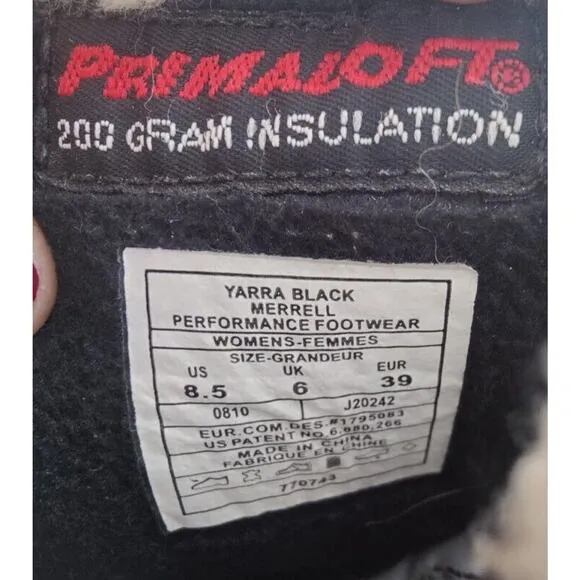 PRIMALOFT®
200 GRAM INSULATION
YARRA BLACK
MERRELL
PERFORMANCE FOOTWEAR
WOMENS-FEMMES
SIZE-GRANDEUR
US UK EUR
8.5 6 39
0810 J20242
EUR.COM.DES.#1795083
US PATENT NO.6,080,266
MADE IN CHINA
FABRIQUE EN CHINE
770743